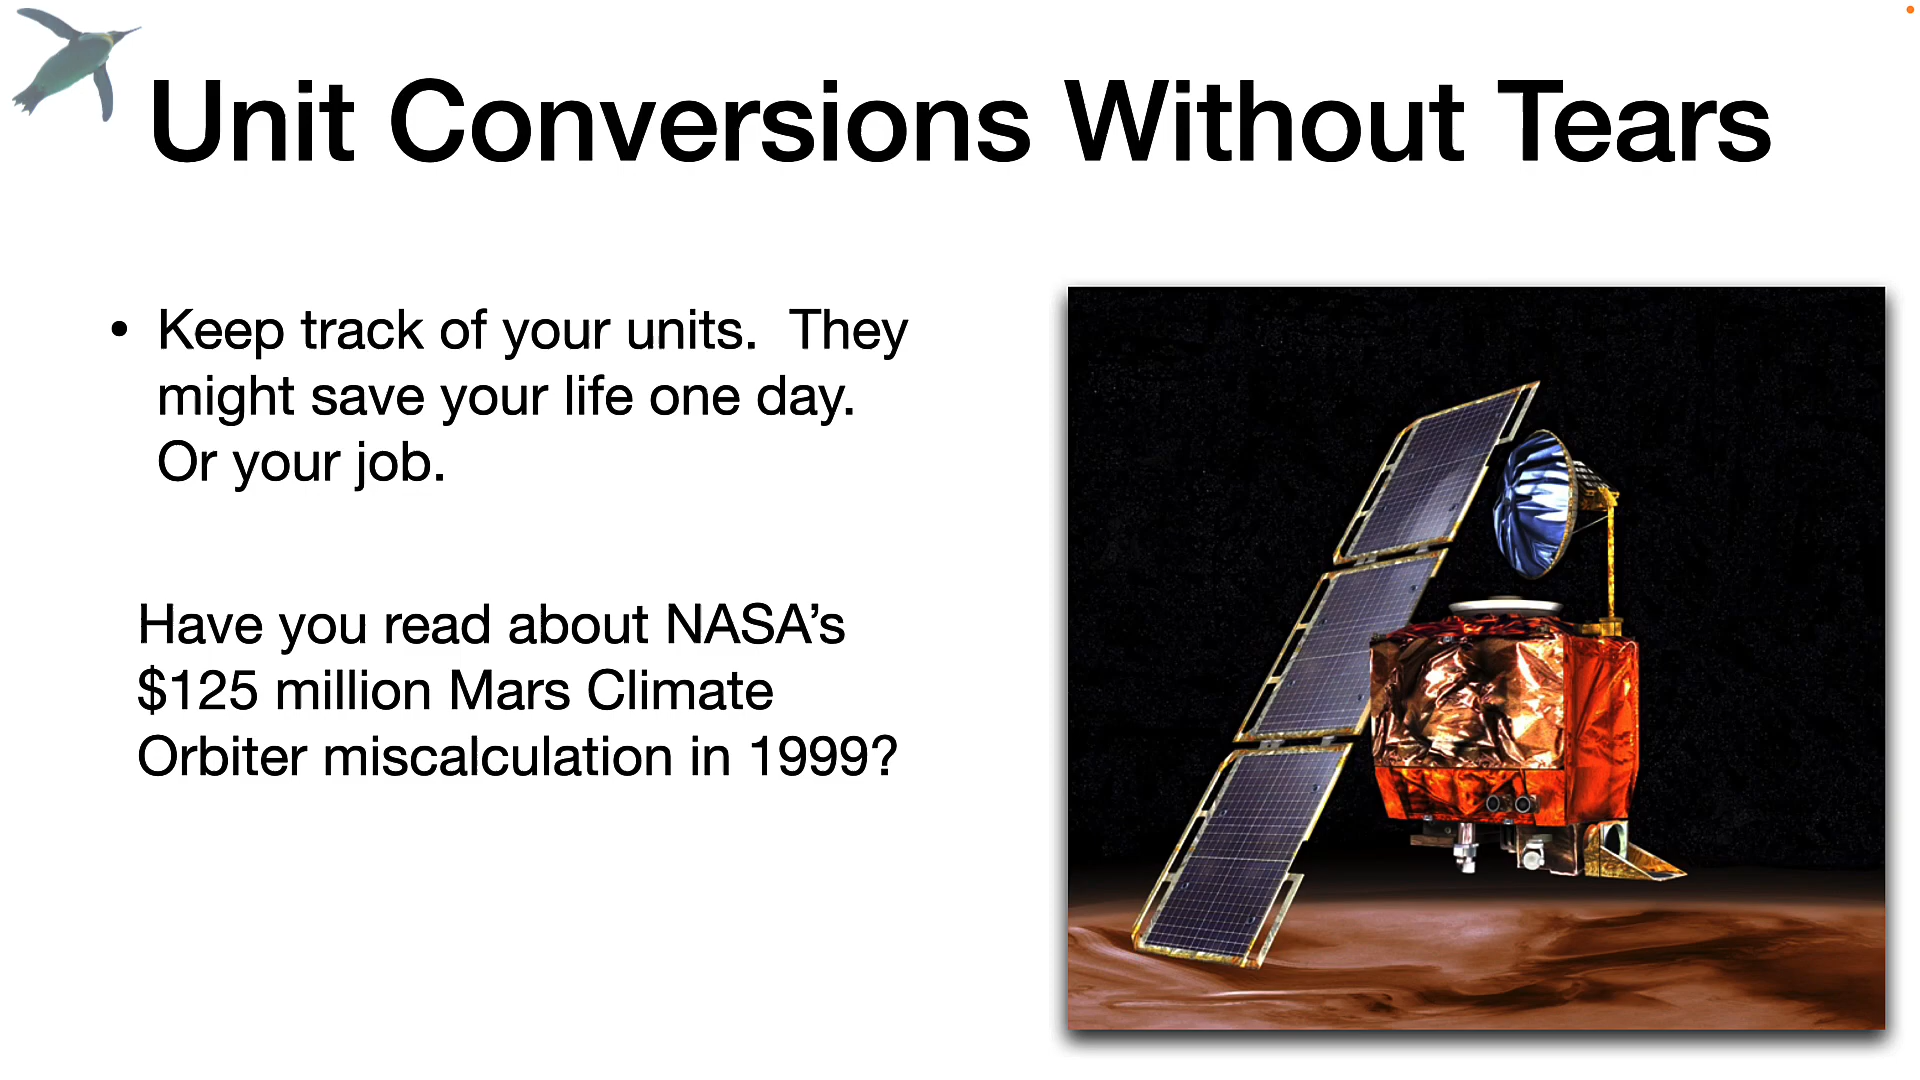 Unit Conversions Without Tears
• Keep track of your units.  They
might save your life one day.
Or your job.
Have you read about NASA’s
$125 million Mars Climate
Orbiter miscalculation in 1999?